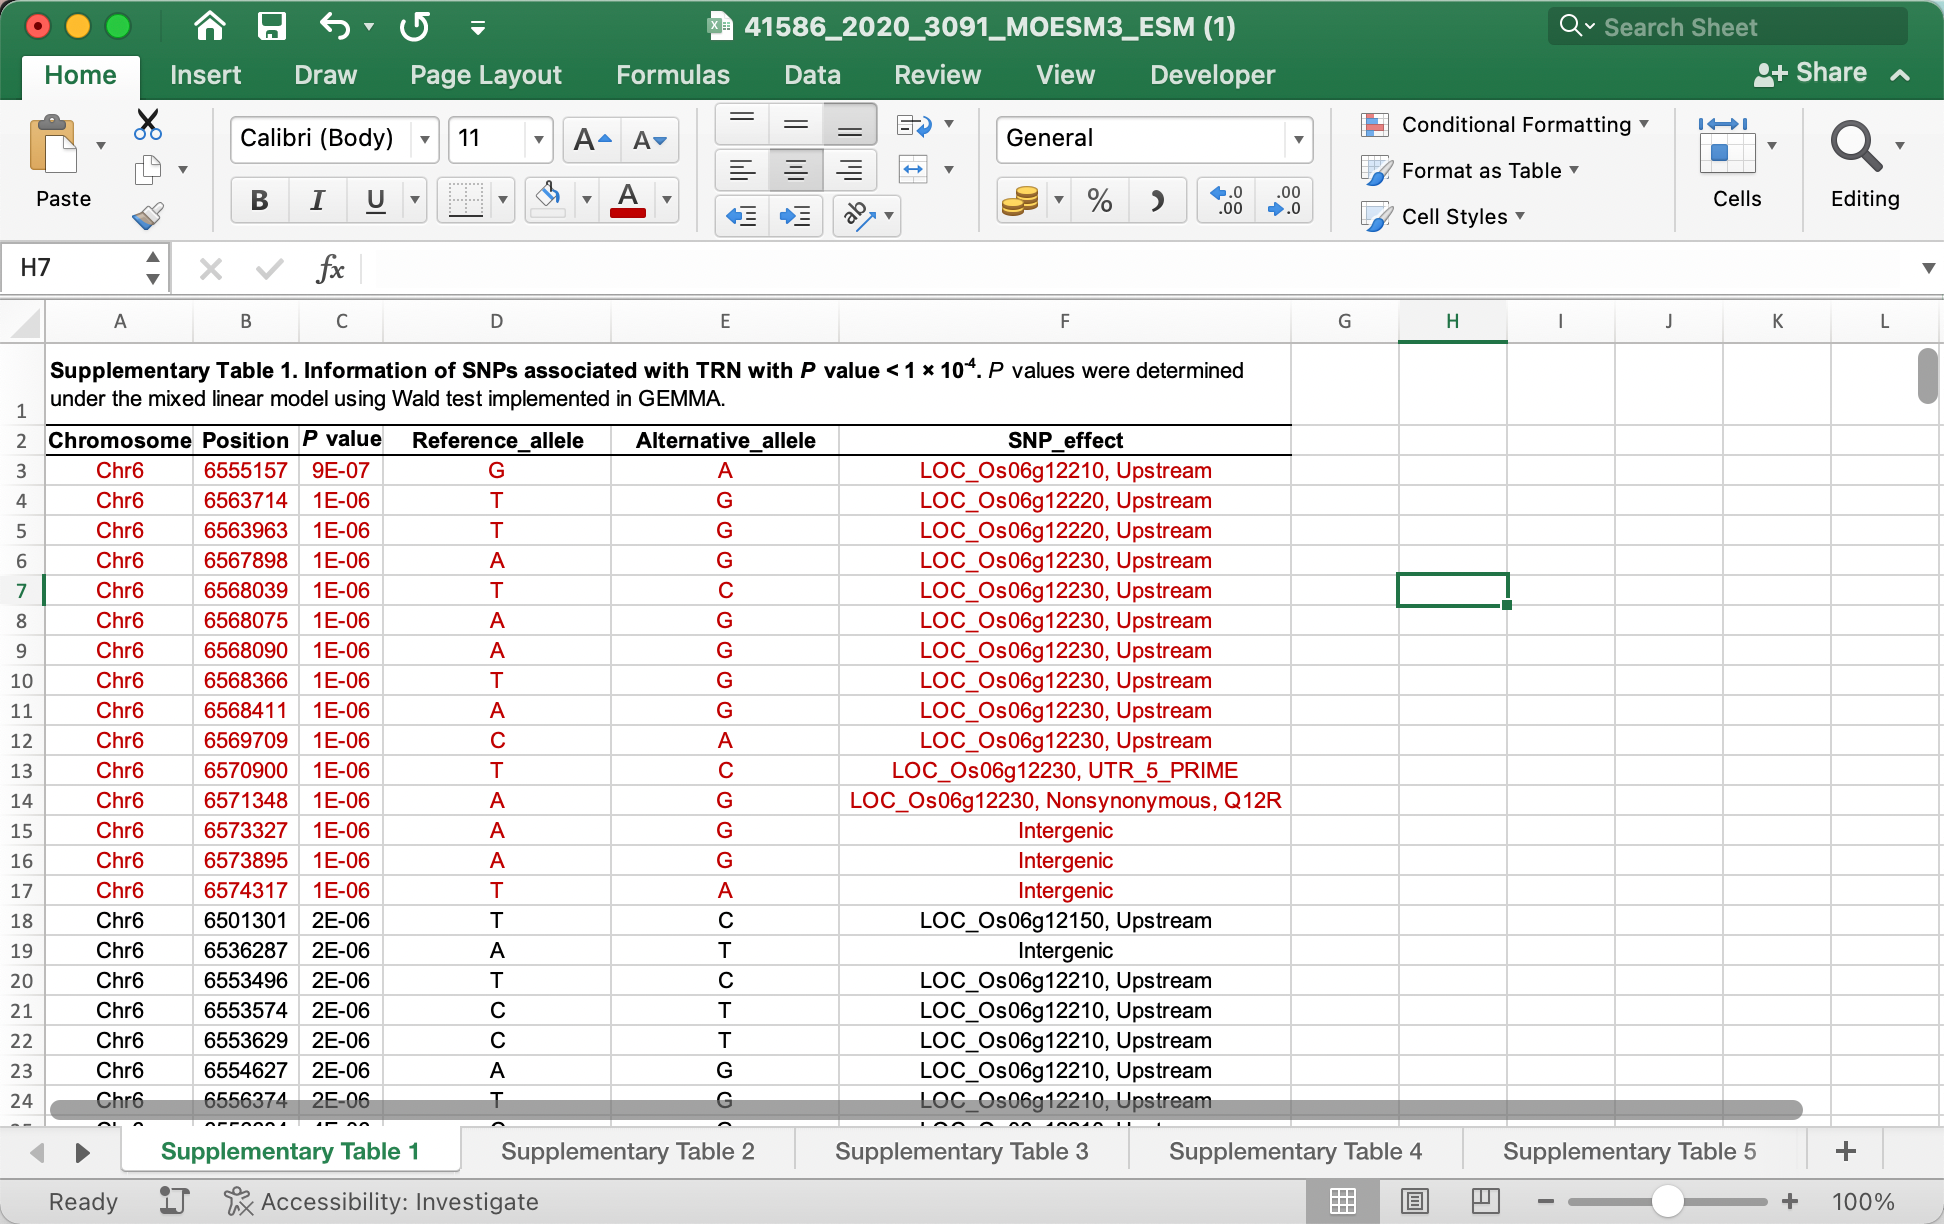 41586_2020_3091_MOESM3_ESM (1)
Search Sheet
Home Insert Draw Page Layout Formulas Data Review View Developer Share
Paste
Calibri (Body) 11
General
Conditional Formatting
Format as Table
Cell Styles
Cells
Editing
H7 fx
A B C D E F G H I J K L
Supplementary Table 1. Information of SNPs associated with TRN with P value < 1 × 10-4. P values were determined
1 under the mixed linear model using Wald test implemented in GEMMA.
2 Chromosome Position P value Reference_allele Alternative_allele SNP_effect
3 Chr6 6555157 9E-07 G A LOC_Os06g12210, Upstream
4 Chr6 6563714 1E-06 T G LOC_Os06g12220, Upstream
5 Chr6 6563963 1E-06 T G LOC_Os06g12220, Upstream
6 Chr6 6567898 1E-06 A G LOC_Os06g12230, Upstream
7 Chr6 6568039 1E-06 T C LOC_Os06g12230, Upstream
8 Chr6 6568075 1E-06 A G LOC_Os06g12230, Upstream
9 Chr6 6568090 1E-06 A G LOC_Os06g12230, Upstream
10 Chr6 6568366 1E-06 T G LOC_Os06g12230, Upstream
11 Chr6 6568411 1E-06 A G LOC_Os06g12230, Upstream
12 Chr6 6569709 1E-06 C A LOC_Os06g12230, Upstream
13 Chr6 6570900 1E-06 T C LOC_Os06g12230, UTR_5_PRIME
14 Chr6 6571348 1E-06 A G LOC_Os06g12230, Nonsynonymous, Q12R
15 Chr6 6573327 1E-06 A G Intergenic
16 Chr6 6573895 1E-06 A G Intergenic
17 Chr6 6574317 1E-06 T A Intergenic
18 Chr6 6501301 2E-06 T C LOC_Os06g12150, Upstream
19 Chr6 6536287 2E-06 A T Intergenic
20 Chr6 6553496 2E-06 T C LOC_Os06g12210, Upstream
21 Chr6 6553574 2E-06 C T LOC_Os06g12210, Upstream
22 Chr6 6553629 2E-06 C T LOC_Os06g12210, Upstream
23 Chr6 6554627 2E-06 A G LOC_Os06g12210, Upstream
24 Chr6 6556374 2E-06 T G LOC_Os06g12210, Upstream
Supplementary Table 1 Supplementary Table 2 Supplementary Table 3 Supplementary Table 4 Supplementary Table 5 +
Ready Accessibility: Investigate 100%